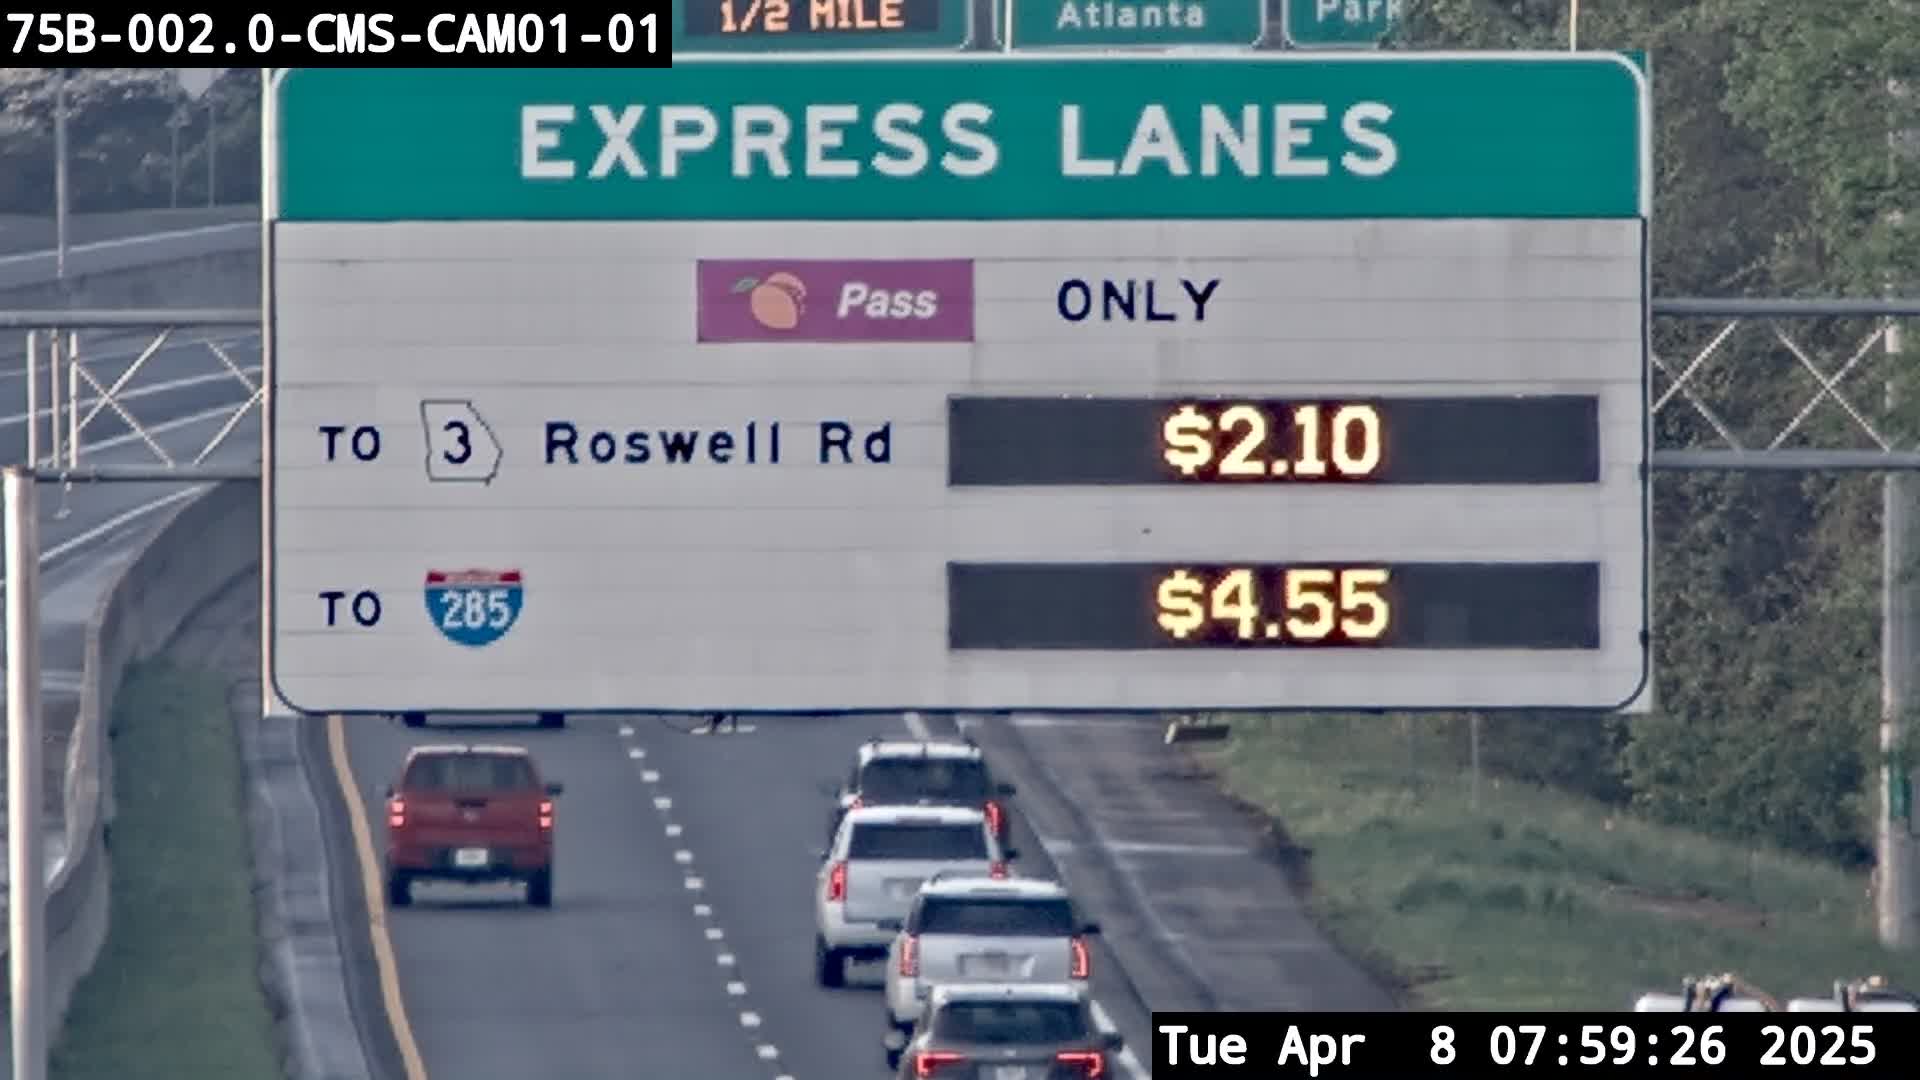 75B-002.0-CMS-CAM01-01
1/2 MILE
Atlanta
Park
EXPRESS LANES
Pass ONLY
TO 3 Roswell Rd $2.10
TO 285 $4.55
Tue Apr 8 07:59:26 2025